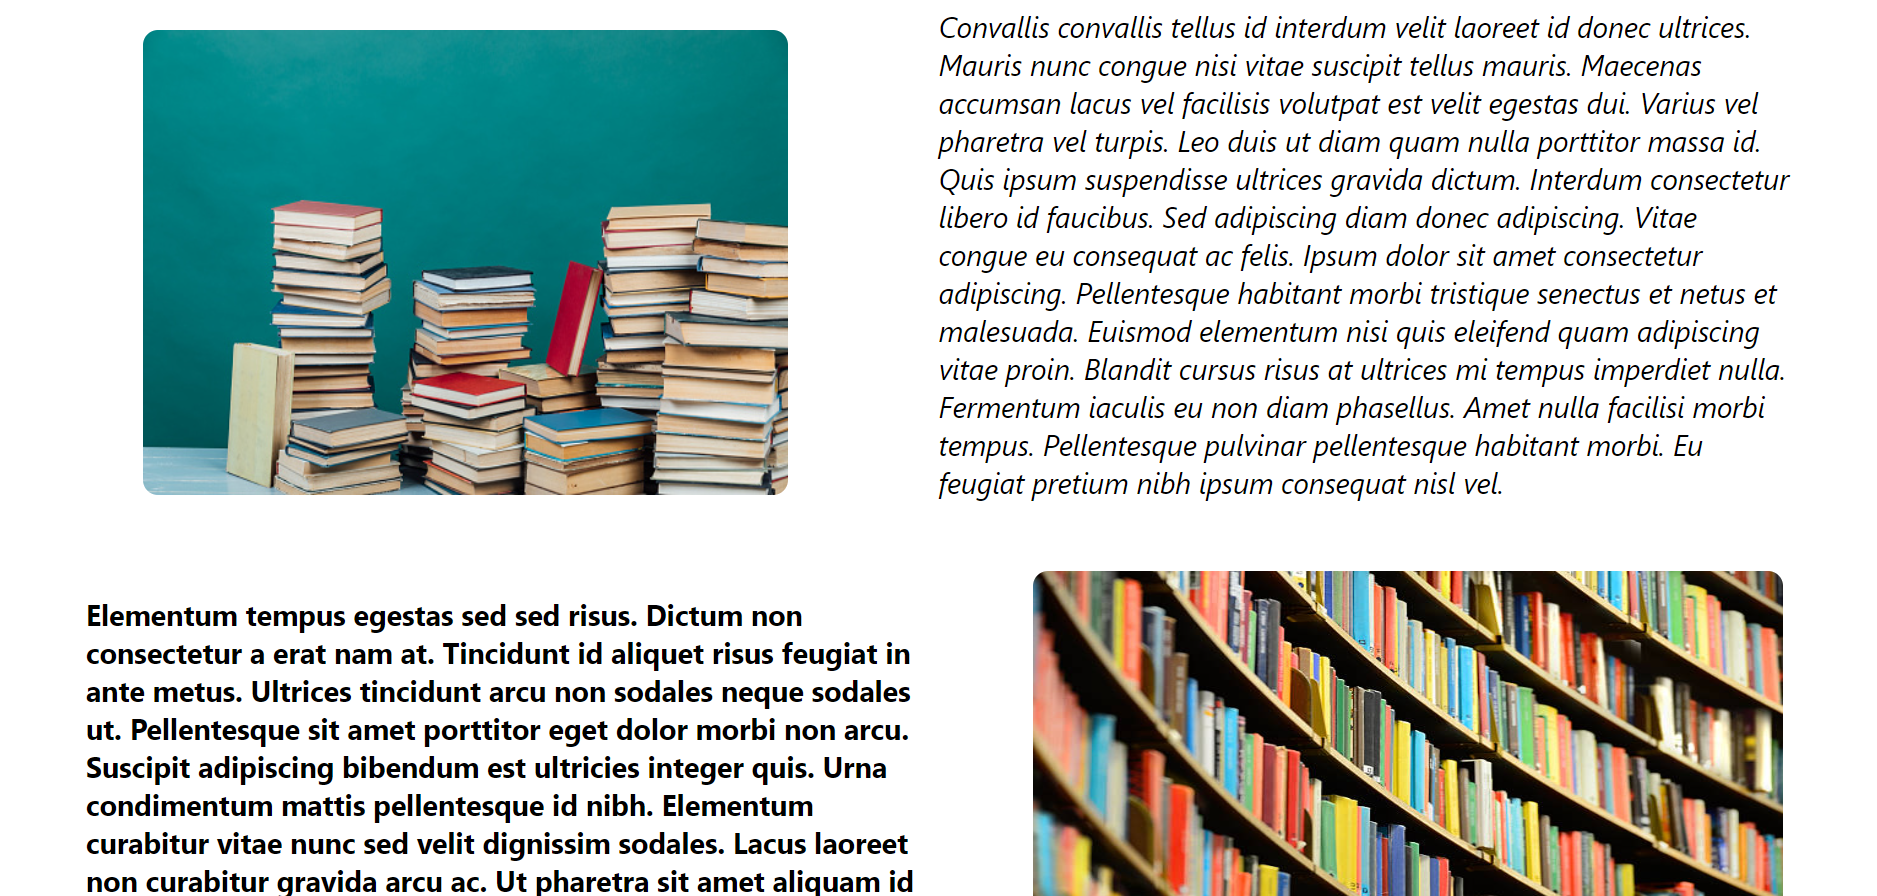 Convallis convallis tellus id interdum velit laoreet id donec ultrices.
Mauris nunc congue nisi vitae suscipit tellus mauris. Maecenas
accumsan lacus vel facilisis volutpat est velit egestas dui. Varius vel
pharetra vel turpis. Leo duis ut diam quam nulla porttitor massa id.
Quis ipsum suspendisse ultrices gravida dictum. Interdum consectetur
libero id faucibus. Sed adipiscing diam donec adipiscing. Vitae
congue eu consequat ac felis. Ipsum dolor sit amet consectetur
adipiscing. Pellentesque habitant morbi tristique senectus et netus et
malesuada. Euismod elementum nisi quis eleifend quam adipiscing
vitae proin. Blandit cursus risus at ultrices mi tempus imperdiet nulla.
Fermentum iaculis eu non diam phasellus. Amet nulla facilisi morbi
tempus. Pellentesque pulvinar pellentesque habitant morbi. Eu
feugiat pretium nibh ipsum consequat nisl vel.
Elementum tempus egestas sed sed risus. Dictum non
consectetur a erat nam at. Tincidunt id aliquet risus feugiat in
ante metus. Ultrices tincidunt arcu non sodales neque sodales
ut. Pellentesque sit amet porttitor eget dolor morbi non arcu.
Suscipit adipiscing bibendum est ultricies integer quis. Urna
condimentum mattis pellentesque id nibh. Elementum
curabitur vitae nunc sed velit dignissim sodales. Lacus laoreet
non curabitur gravida arcu ac. Ut pharetra sit amet aliquam id